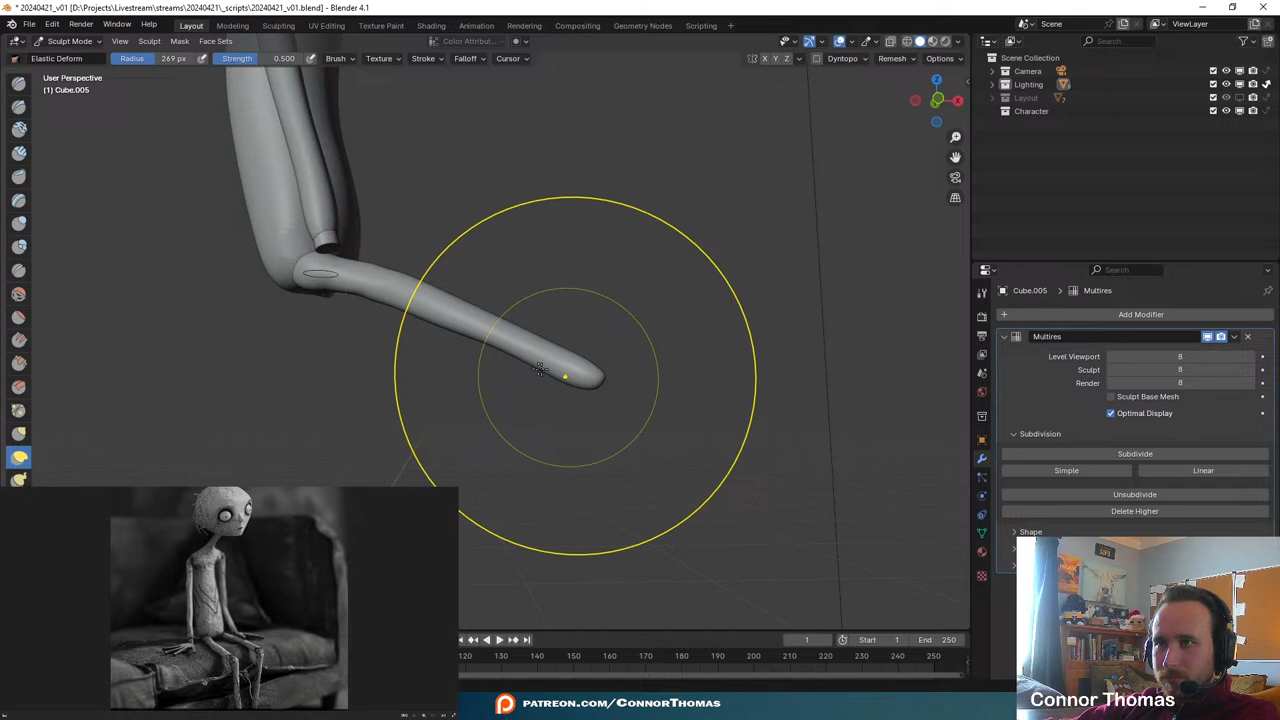 * 20240421_v01 [D:\Projects\Livestream\streams\20240421\_scripts\20240421_v01.blend] - Blender 4.1
File Edit Render Window Help Layout Modeling Sculpting UV Editing Texture Paint Shading Animation Rendering Compositing Geometry Nodes Scripting Scene ViewLayer
Sculpt Mode View Sculpt Mask Face Sets Color Attribut... Search
Elastic Deform Radius 269 px Strength 0.500 Brush Texture Stroke Falloff Cursor X Y Z Dyntopo Remesh Options
User Perspective
(1) Cube.005
Z
X
Scene Collection
Camera
Lighting
Layout
Character
Search
Cube.005 Multires
Add Modifier
Multires
Level Viewport 8
Sculpt 8
Render 8
Sculpt Base Mesh
Optimal Display
Subdivision
Subdivide
Simple Linear
Unsubdivide
Delete Higher
Shape
1 Start 1 End 250
120 130 140 150 160 170 180 190 200 210 220 230 240 250
PATREON.COM/CONNORTHOMAS
Connor Thomas